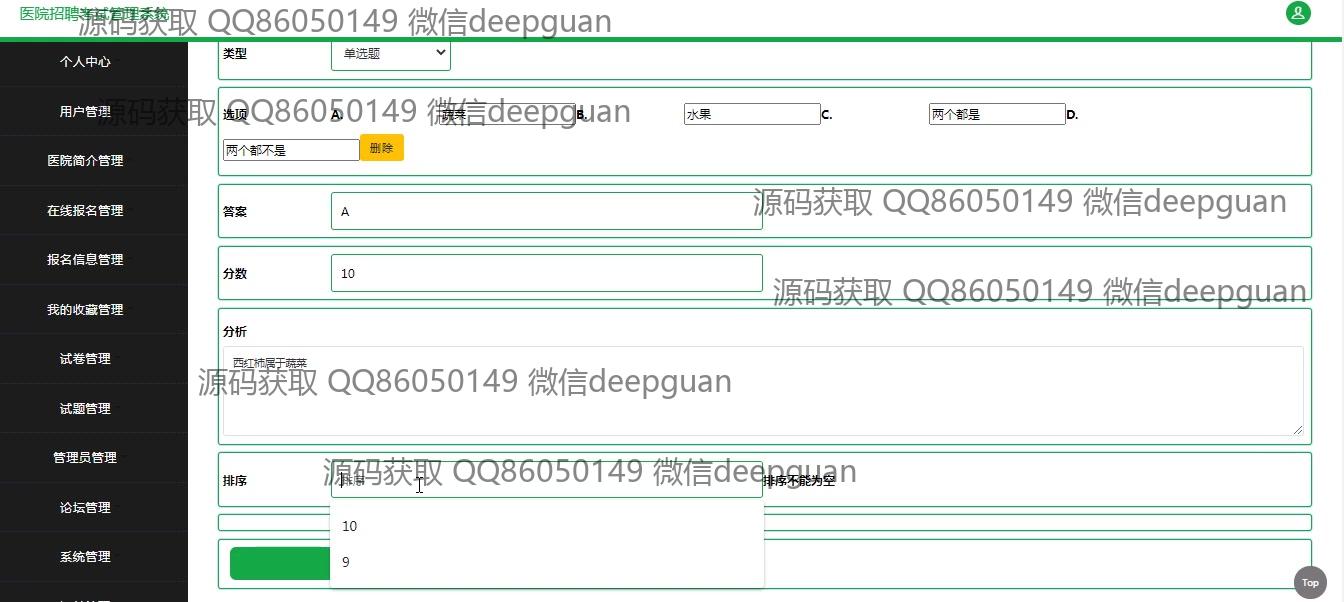 医院招聘考试管理系统
源码获取 QQ86050149 微信deepguan
个人中心
用户管理
医院简介管理
在线报名管理
报名信息管理
我的收藏管理
试卷管理
试题管理
管理员管理
论坛管理
系统管理
类型 单选题
源码获取 QQ86050149 微信deepguan
选项 A. 蔬菜 B. 水果 C. 两个都是 D.
两个都不是 删除
源码获取 QQ86050149 微信deepguan
答案 A
分数 10
源码获取 QQ86050149 微信deepguan
分析
西红柿属于蔬菜
源码获取 QQ86050149 微信deepguan
源码获取 QQ86050149 微信deepguan
排序 排序 排序不能为空
10
9
Top